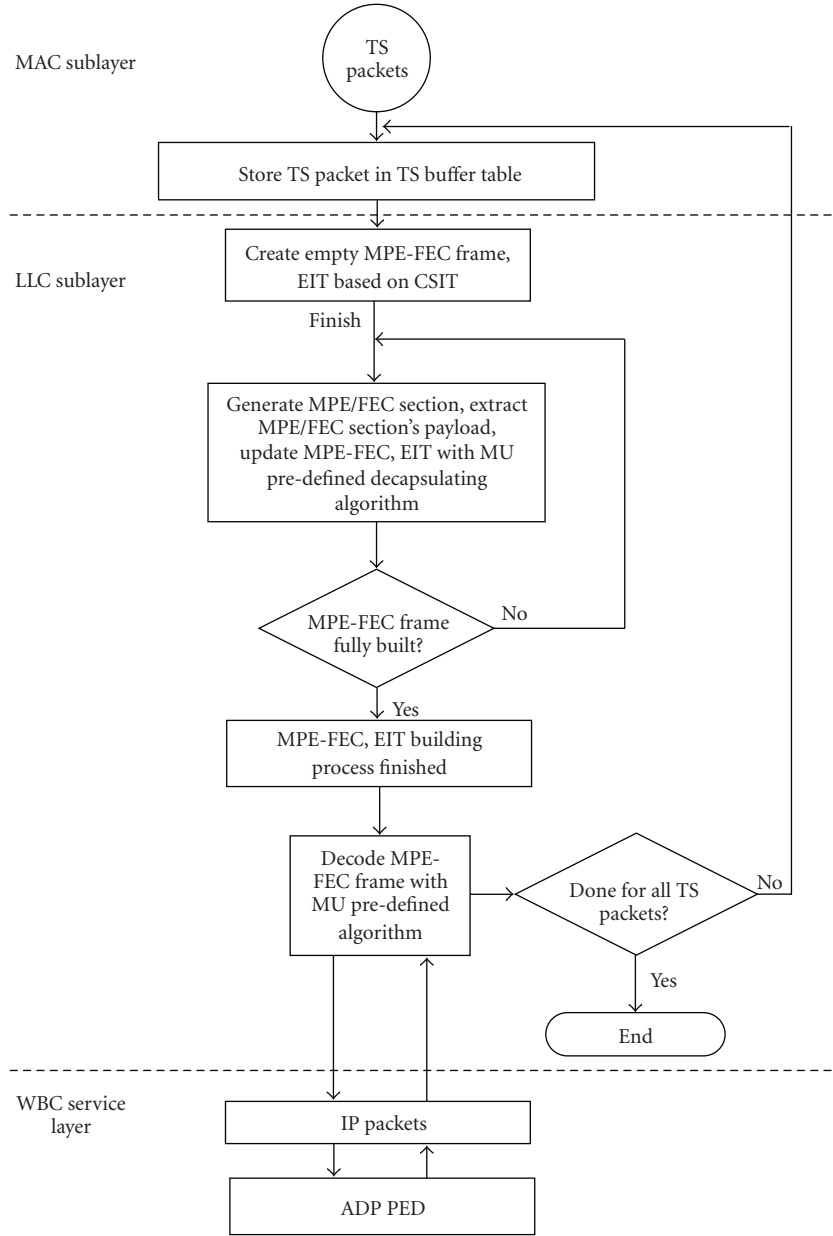 MAC sublayer
TS
packets
Store TS packet in TS buffer table
LLC sublayer
Create empty MPE-FEC frame,
EIT based on CSIT
Finish
Generate MPE/FEC section, extract
MPE/FEC section's payload,
update MPE-FEC, EIT with MU
pre-defined decapsulating
algorithm
MPE-FEC frame
fully built?
No
Yes
MPE-FEC, EIT building
process finished
Decode MPE-
FEC frame with
MU pre-defined
algorithm
Done for all TS
packets?
No
Yes
End
WBC service
layer
IP packets
ADP PED